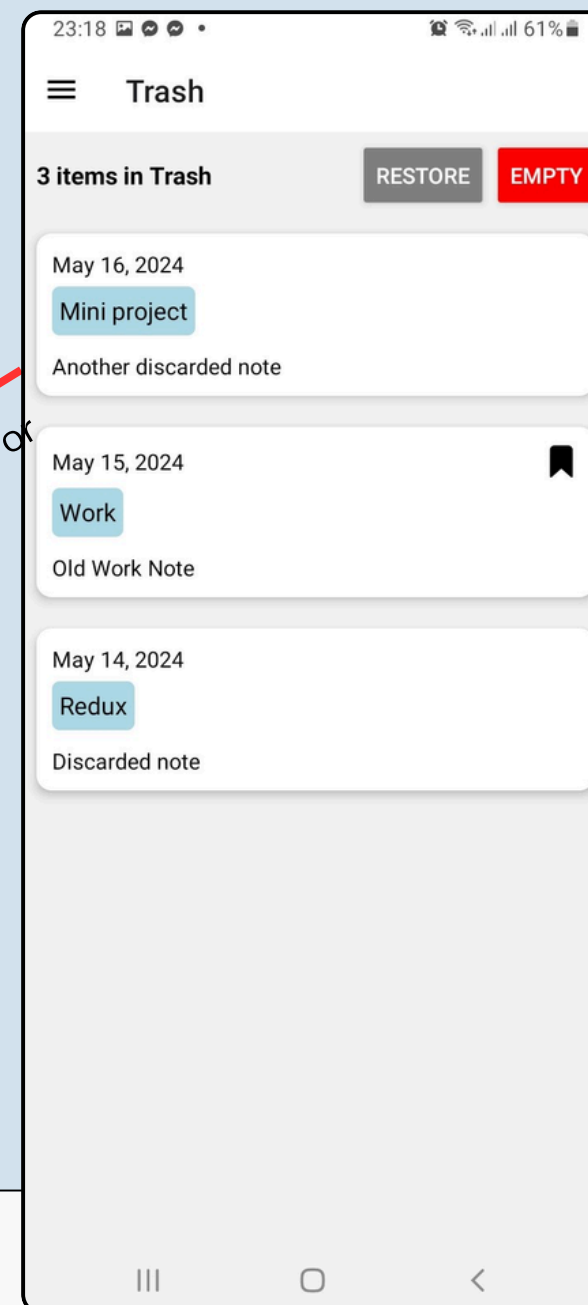 23:18 61%
Trash
3 items in Trash RESTORE EMPTY
May 16, 2024
Mini project
Another discarded note
or
May 15, 2024
Work
Old Work Note
May 14, 2024
Redux
Discarded note